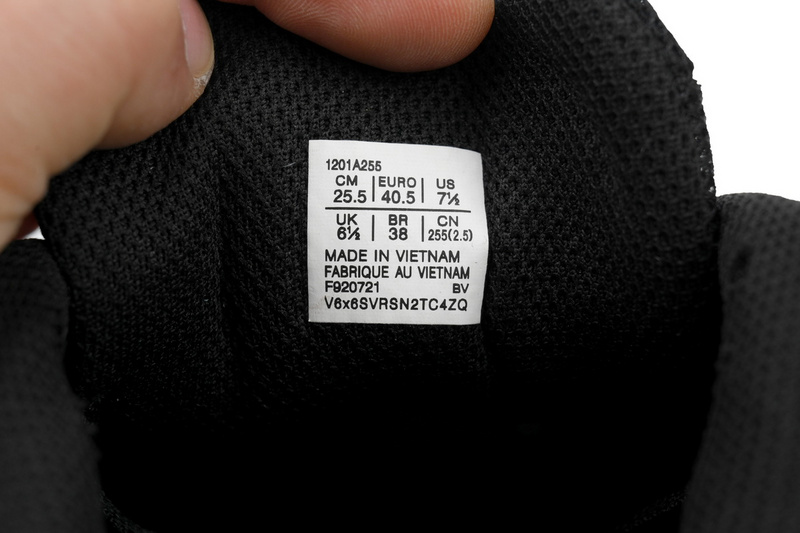 1201A255
CM | EURO | US
25.5 | 40.5 | 7½
UK | BR | CN
6½ | 38 | 255(2.5)
MADE IN VIETNAM
FABRIQUE AU VIETNAM
F920721 BV
V6x6SVRSN2TC4ZQ